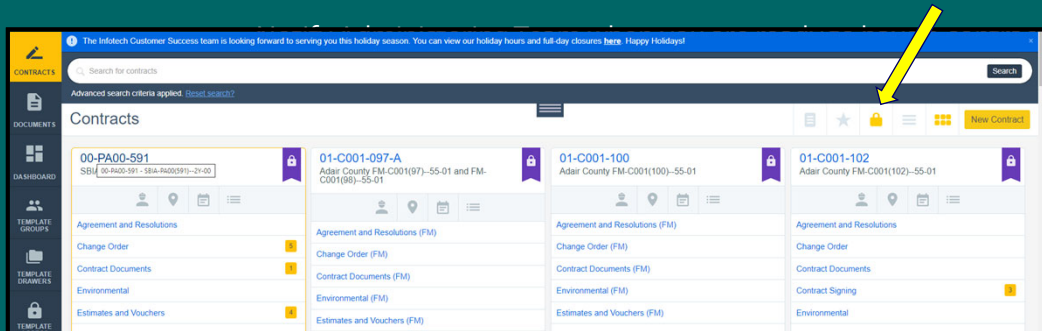 The Infotech Customer Success team is looking forward to serving you this holiday season. You can view our holiday hours and full-day closures here. Happy Holidays!
CONTRACTS
Search for contracts
Search
Advanced search criteria applied. Reset search?
DOCUMENTS
Contracts
New Contract
DASHBOARD
00-PA00-591
SBIA
00-PA00-591 - SBIA-PA00(591)--2Y-00
Agreement and Resolutions
Change Order 5
Contract Documents 1
Environmental
Estimates and Vouchers 4
01-C001-097-A
Adair County FM-C001(97)--55-01 and FM-
C001(98)--55-01
Agreement and Resolutions (FM)
Change Order (FM)
Contract Documents (FM)
Environmental (FM)
Estimates and Vouchers (FM)
01-C001-100
Adair County FM-C001(100)--55-01
Agreement and Resolutions (FM)
Change Order (FM)
Contract Documents (FM)
Environmental (FM)
Estimates and Vouchers (FM)
01-C001-102
Adair County FM-C001(102)--55-01
Agreement and Resolutions
Change Order
Contract Documents
Contract Signing 3
Environmental
TEMPLATE
GROUPS
TEMPLATE
DRAWERS
TEMPLATE